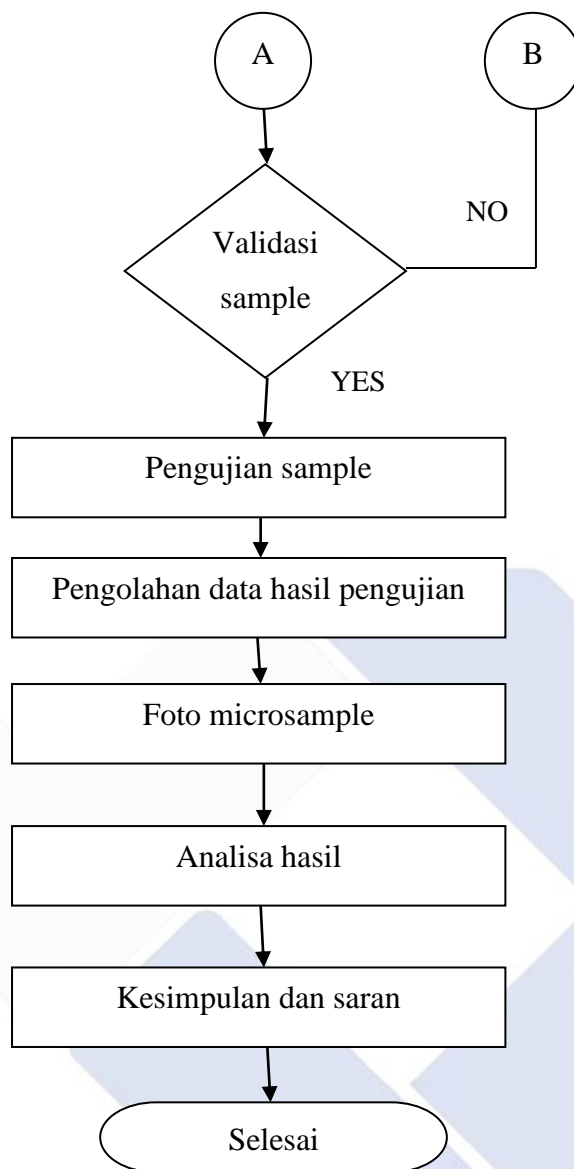 A
B
NO
Validasi
sample
YES
Pengujian sample
Pengolahan data hasil pengujian
Foto microsample
Analisa hasil
Kesimpulan dan saran
Selesai